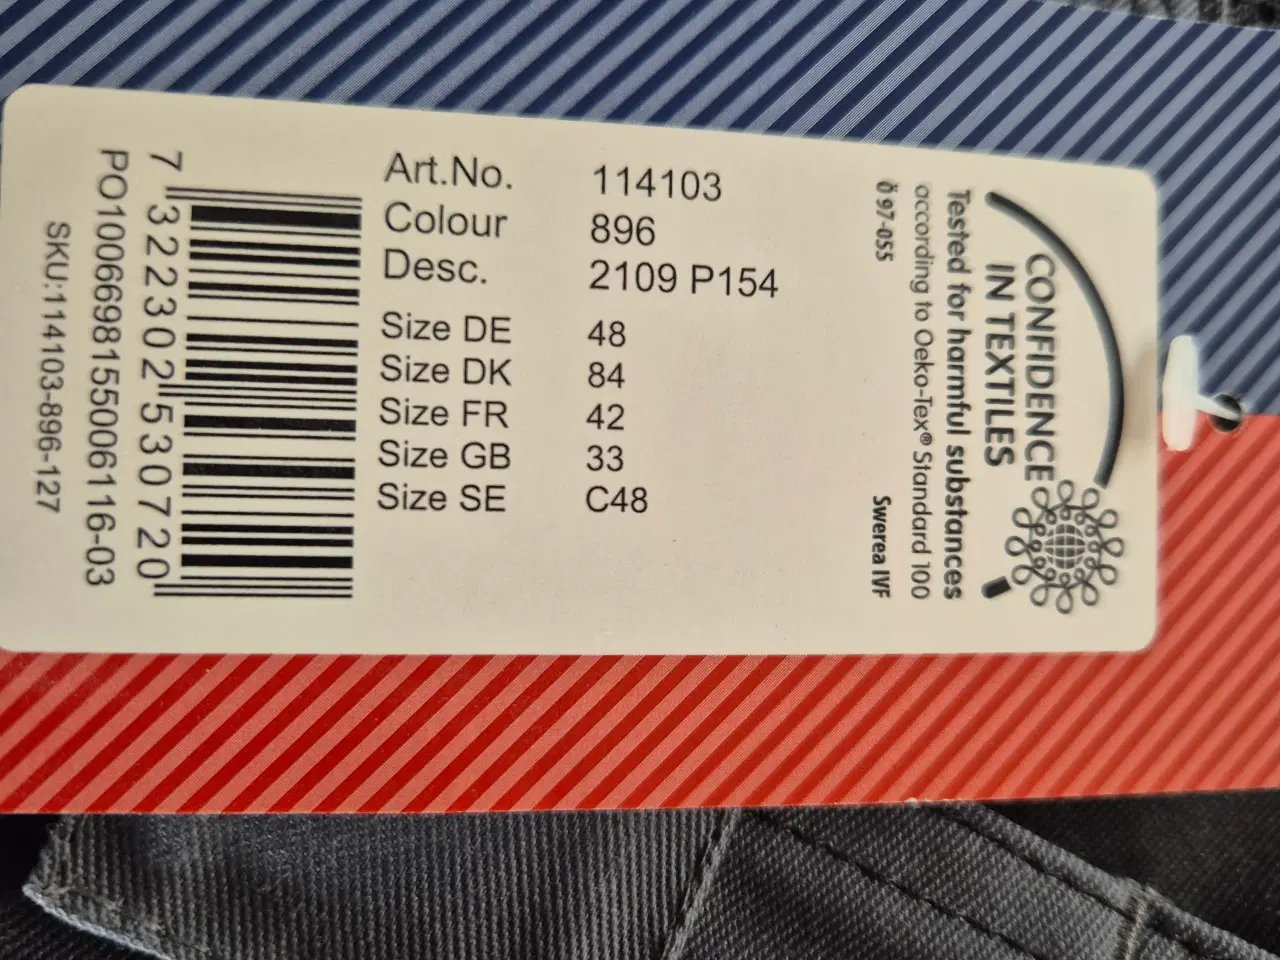 CONFIDENCE
IN TEXTILES
Tested for harmful substances
according to Oeko-Tex® Standard 100
ö 97-055 Swerea IVF
Art.No. 114103
Colour 896
Desc. 2109 P154
Size DE 48
Size DK 84
Size FR 42
Size GB 33
Size SE C48
7 322302 530720
PO1006698155006116-03
SKU:114103-896-127